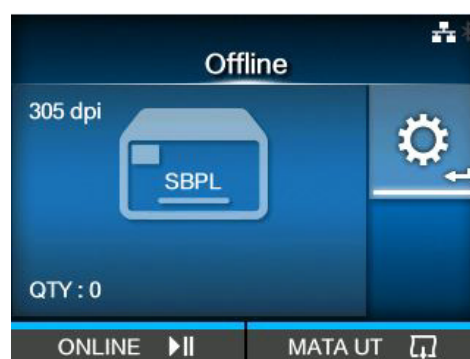 Offline
305 dpi
SBPL
QTY : 0
ONLINE
MATA UT